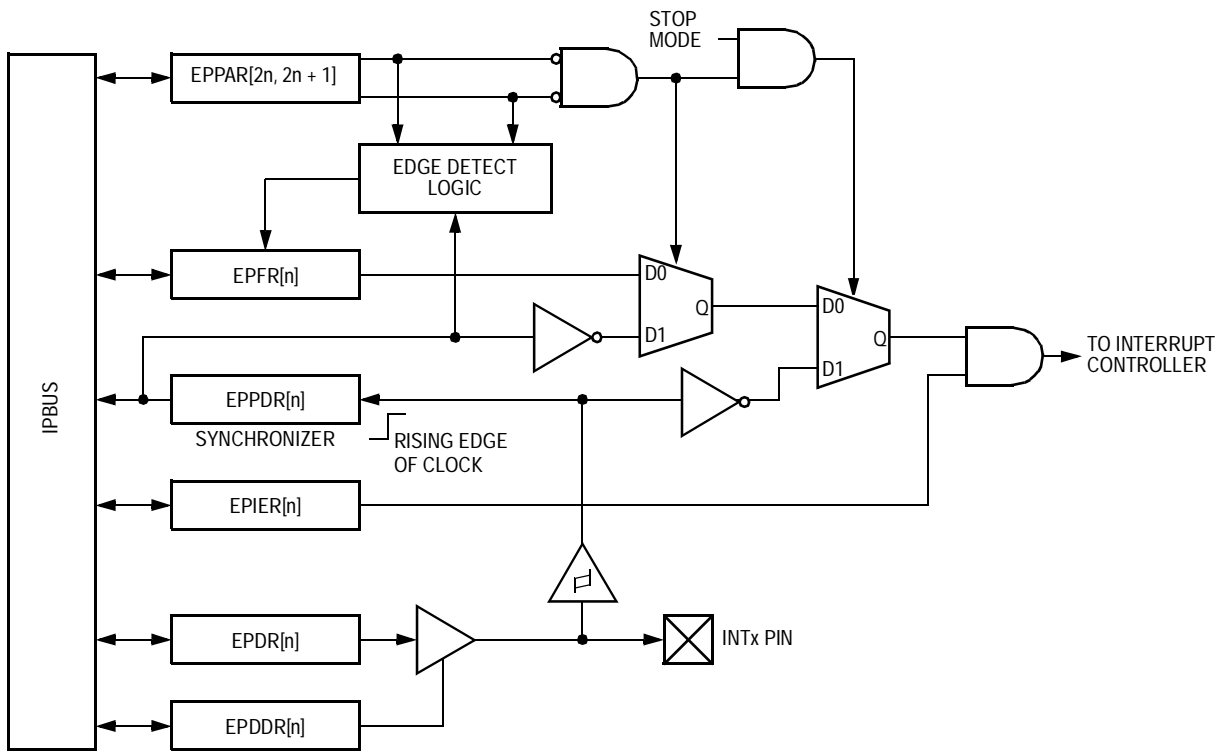 STOP
MODE
EPPAR[2n, 2n + 1]
EDGE DETECT
LOGIC
EPFR[n]
D0
Q
D1
D0
Q
D1
TO INTERRUPT
CONTROLLER
IPBUS
EPPDR[n]
SYNCHRONIZER
RISING EDGE
OF CLOCK
EPIER[n]
EPDR[n]
INTx PIN
EPDDR[n]